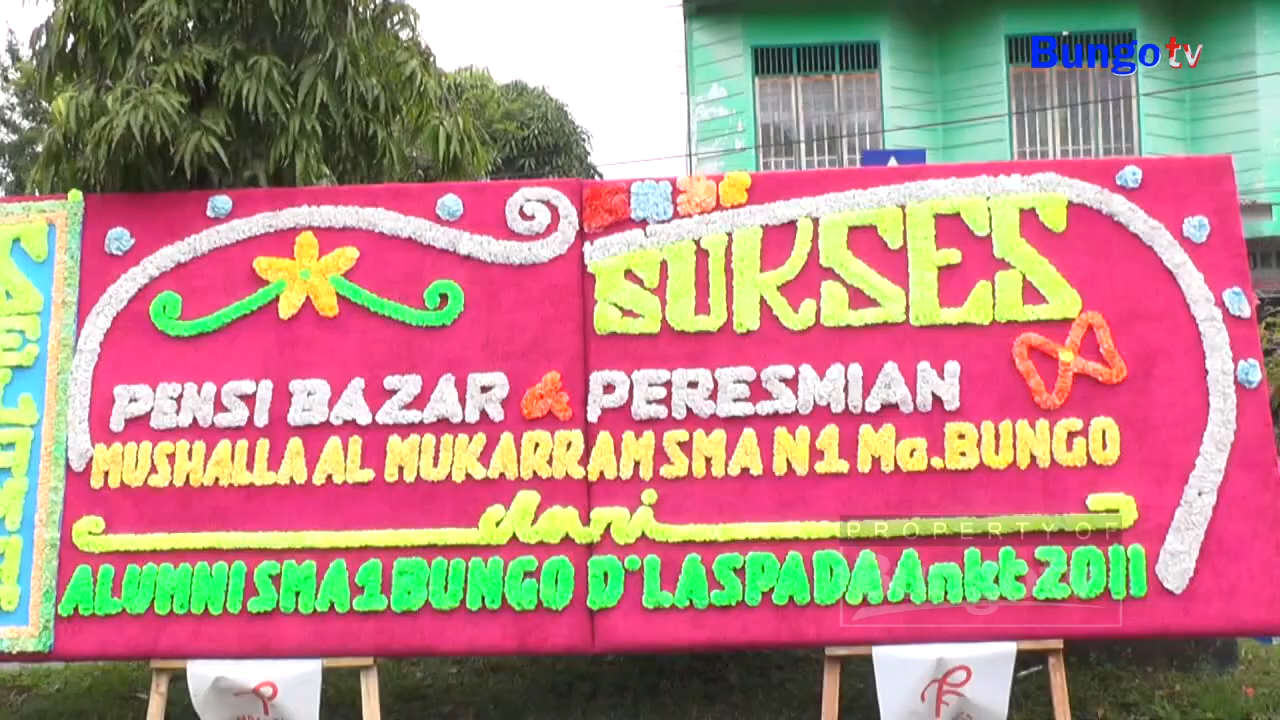 Bungo tv
SUKSES
PENSI BAZAR & PERESMIAN
MUSHALLA AL MUKARRAM SMA N1 Ma.BUNGO
dari
PROPERTY OF
ALUMNI SMA 1 BUNGO D'LASPADA Ankt 2011